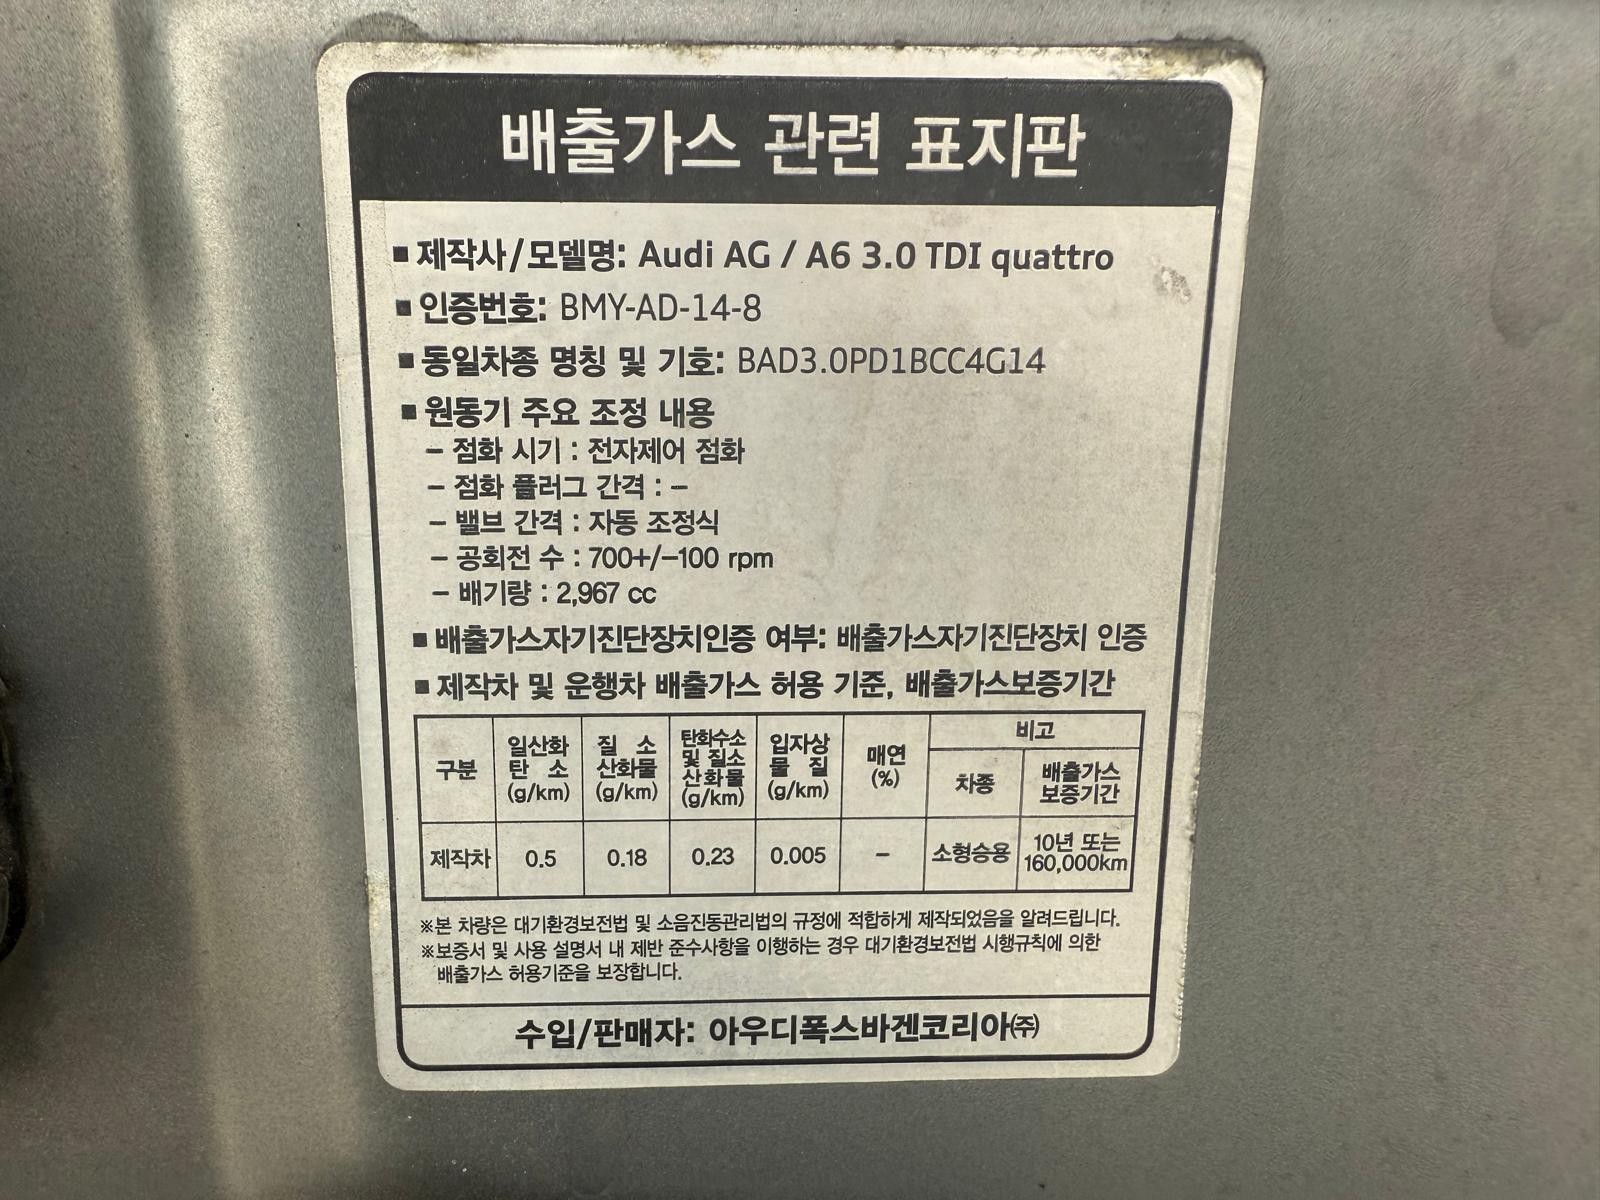 배출가스 관련 표지판
■ 제작사/모델명: Audi AG / A6 3.0 TDI quattro
■ 인증번호: BMY-AD-14-8
■ 동일차종 명칭 및 기호: BAD3.0PD1BCC4G14
■ 원동기 주요 조정 내용
– 점화 시기 : 전자제어 점화
– 점화 플러그 간격 : –
– 밸브 간격 : 자동 조정식
– 공회전 수 : 700+/–100 rpm
– 배기량 : 2,967 cc
■ 배출가스자기진단장치인증 여부: 배출가스자기진단장치 인증
■ 제작차 및 운행차 배출가스 허용 기준, 배출가스보증기간
구분
일산화
탄 소
(g/km)
질 소
산화물
(g/km)
탄화수소
및 질소
산화물
(g/km)
입자상
물 질
(g/km)
매연
(%)
비고
차종
배출가스
보증기간
제작차
0.5
0.18
0.23
0.005
–
소형승용
10년 또는
160,000km
※본 차량은 대기환경보전법 및 소음진동관리법의 규정에 적합하게 제작되었음을 알려드립니다.
※보증서 및 사용 설명서 내 제반 준수사항을 이행하는 경우 대기환경보전법 시행규칙에 의한
배출가스 허용기준을 보장합니다.
수입/판매자: 아우디폭스바겐코리아㈜